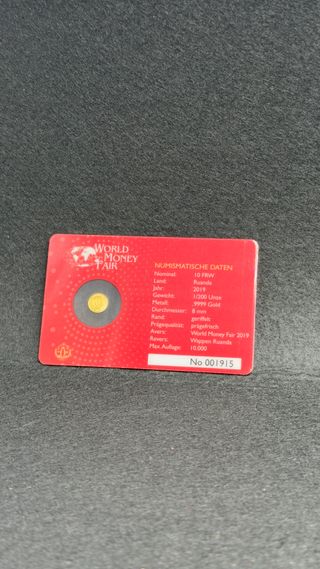 WORLD
MONEY
FAIR
NUMISMATISCHE DATEN
Nominal: 10 FRW
Land: Ruanda
Jahr: 2019
Gewicht: 1/200 Unze
Metall: .9999 Gold
Durchmesser: 8 mm
Rand: geriffelt
Prägequalität: prägefrisch
Avers: World Money Fair 2019
Revers: Wappen Ruanda
Max. Auflage: 10.000
No 001915